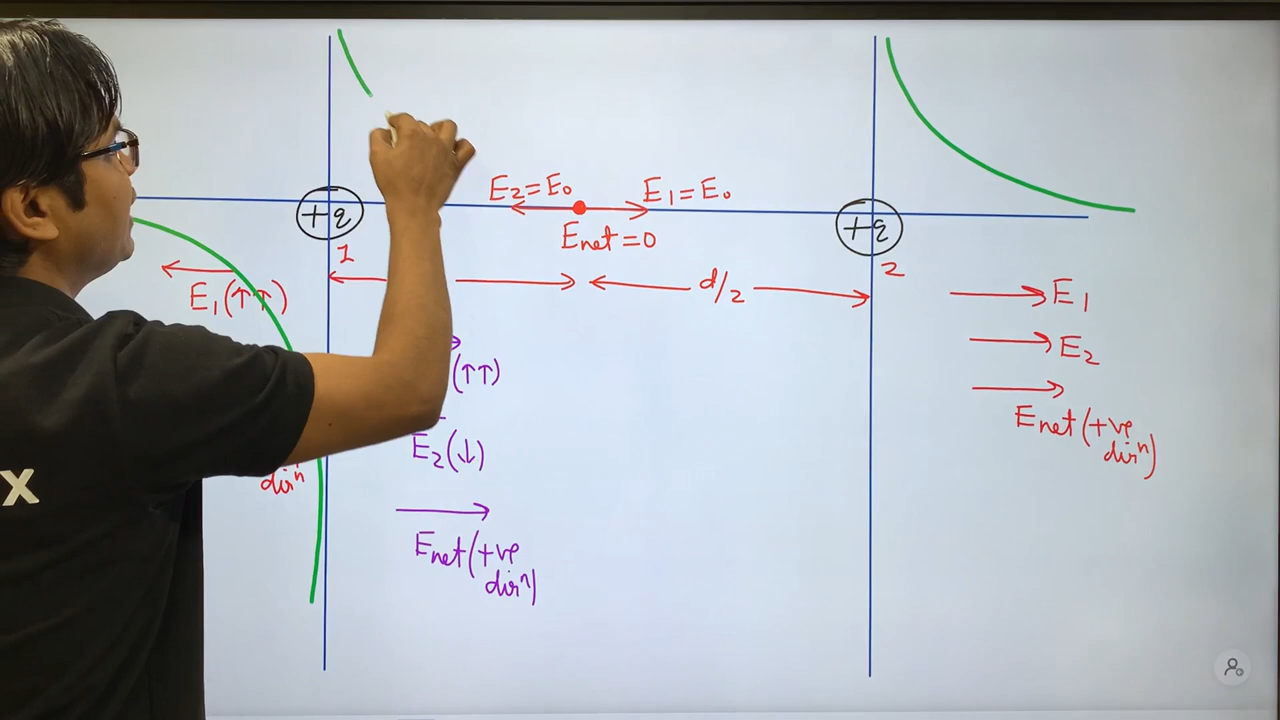 E₂=E₀
E₁=E₀
+q
+q
Enet=0
1
2
d/2
E₁(↑↑)
E₁
E₂
(↑↑)
Enet(+ve
dirⁿ)
E₂(↓)
dirⁿ
Enet(+ve
dirⁿ)
X